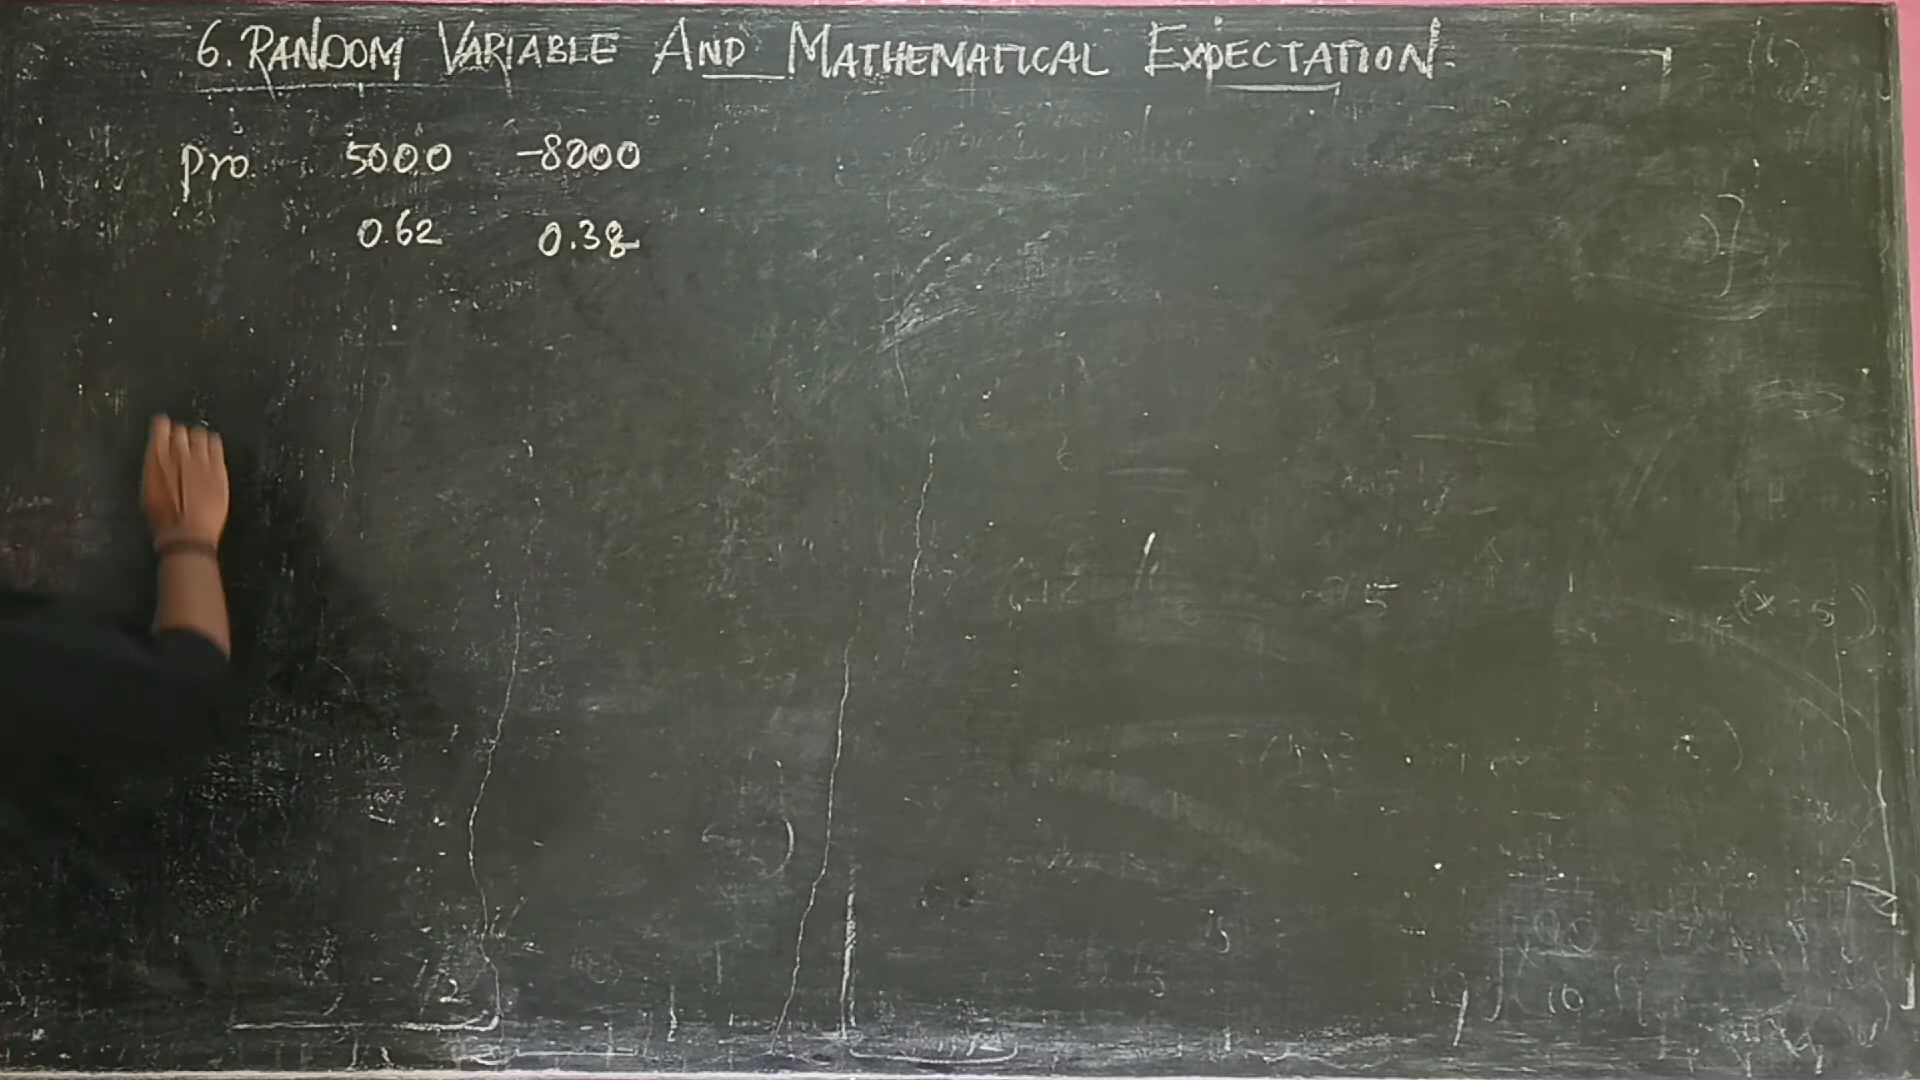 6. RANDOM VARIABLE AND MATHEMATICAL EXPECTATION.
pro. 5000 -8000
0.62 0.38